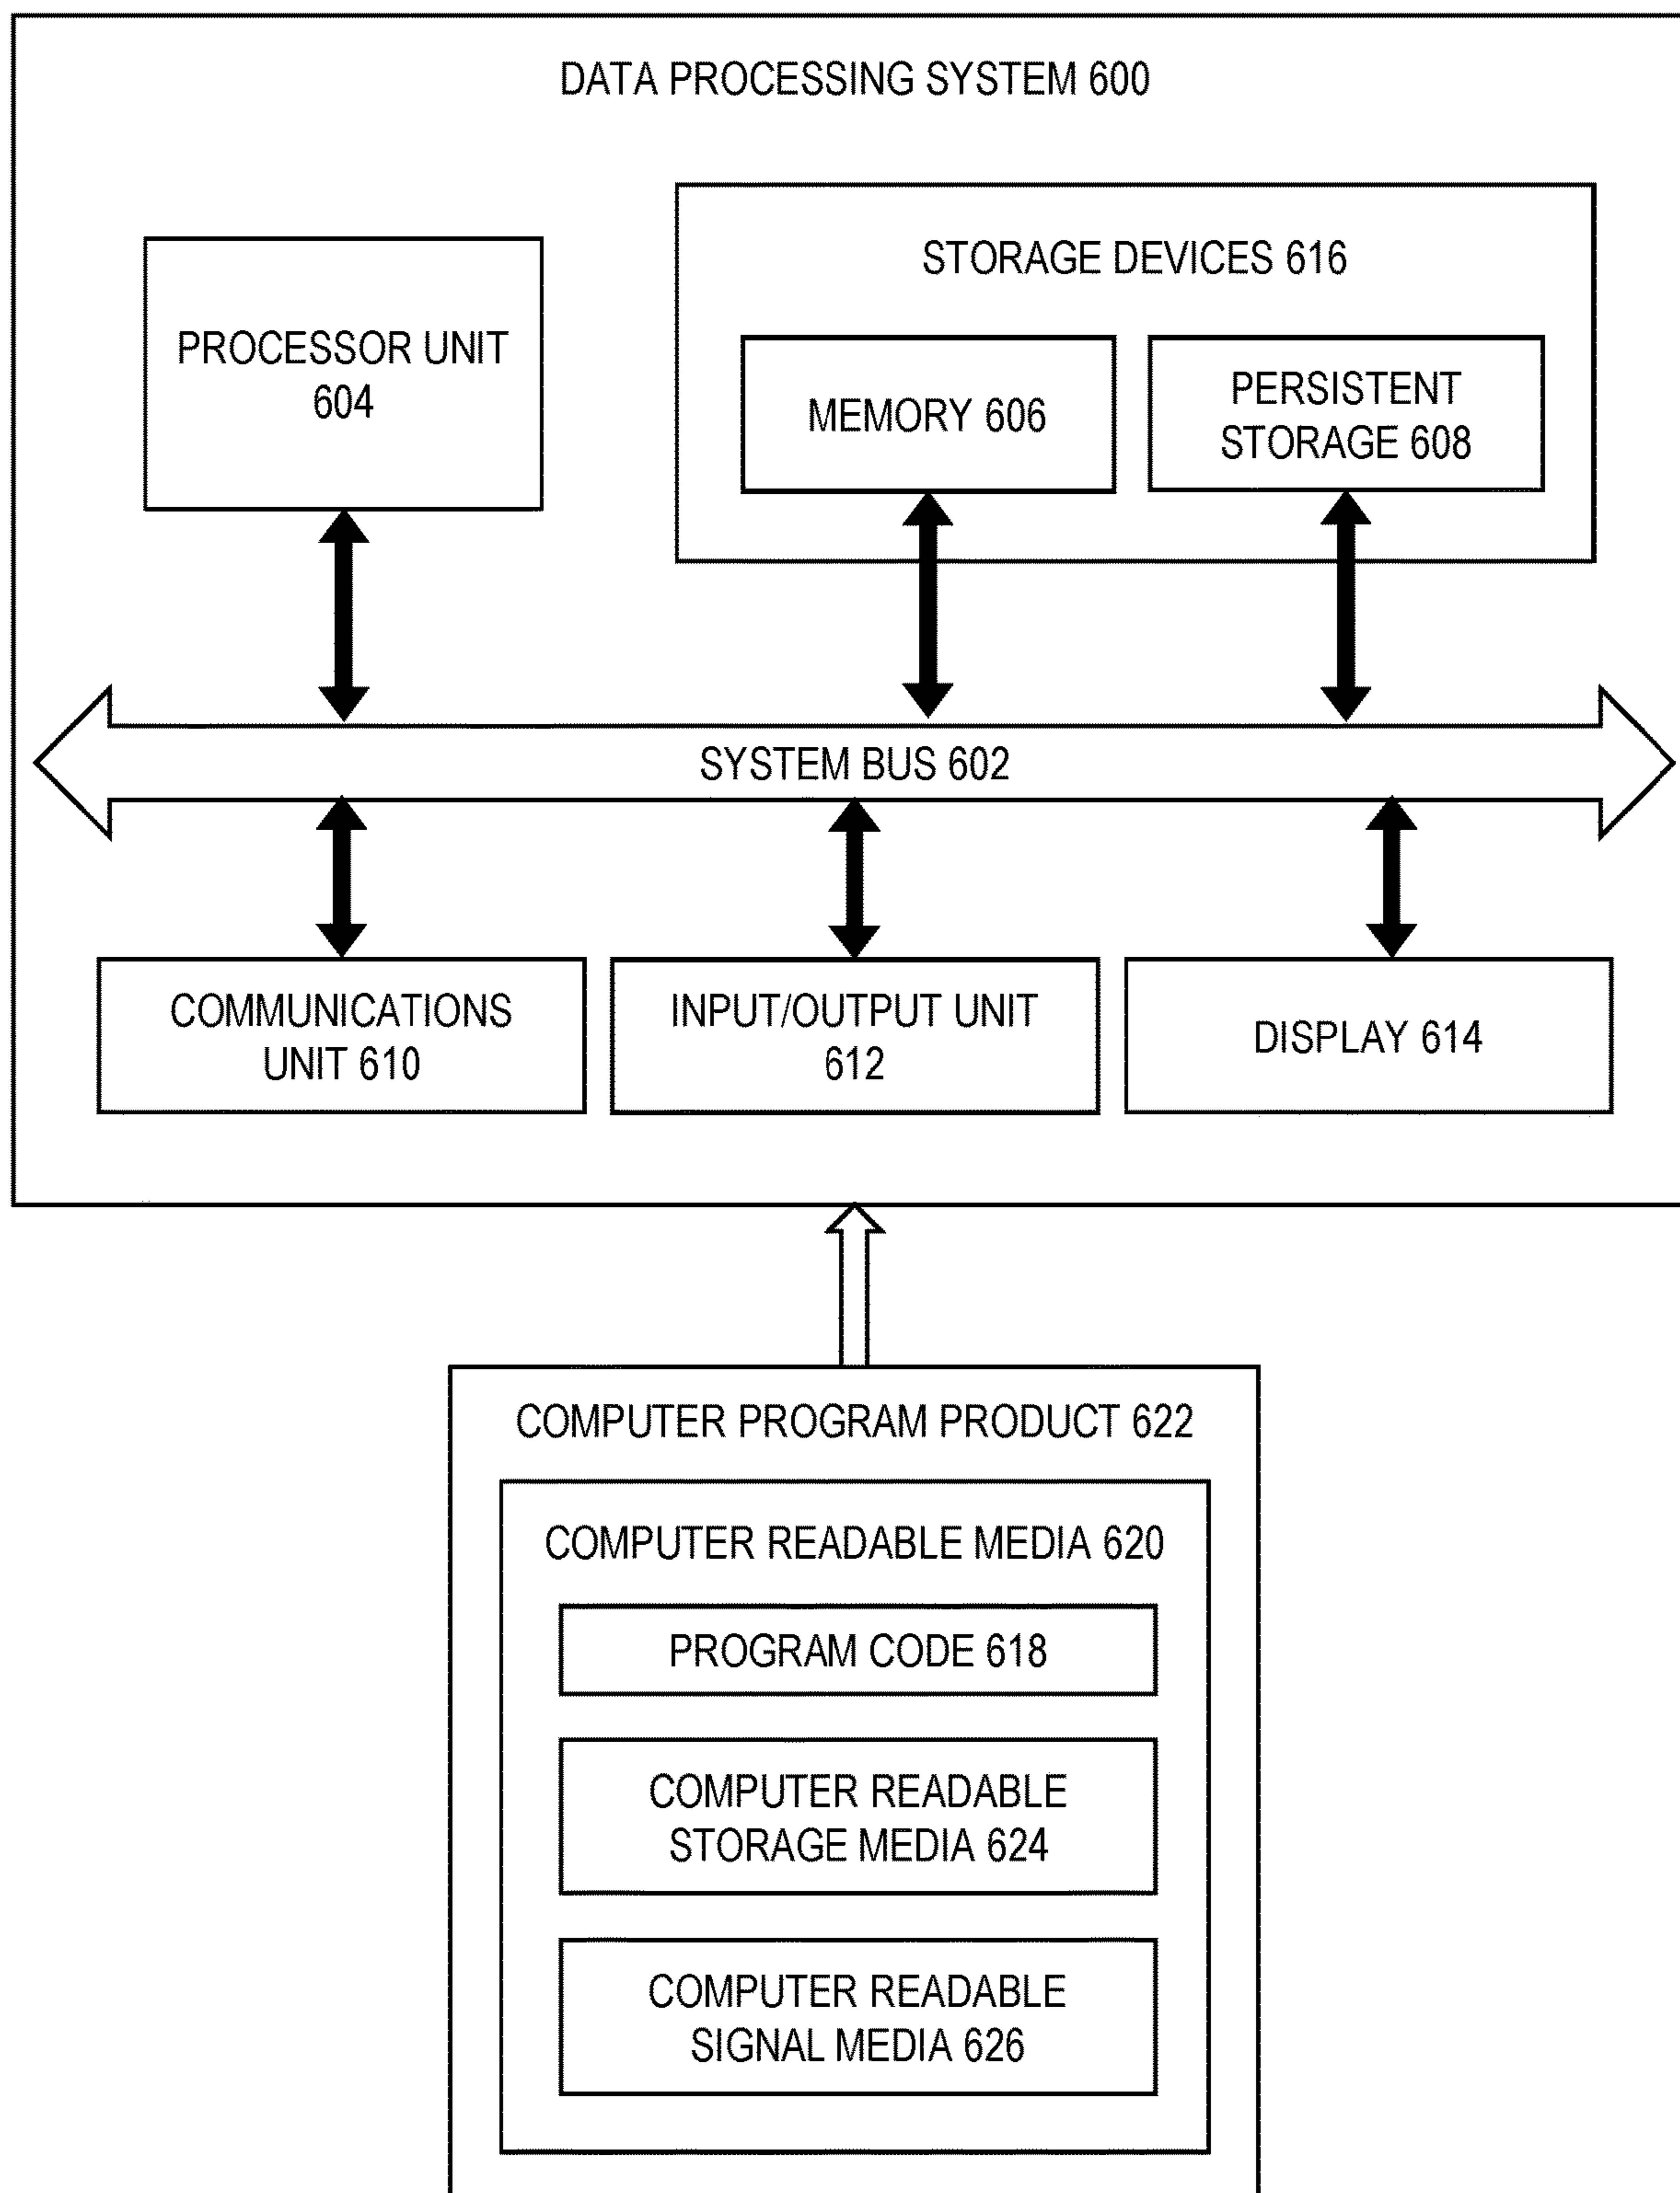 DATA PROCESSING SYSTEM 600
STORAGE DEVICES 616
PROCESSOR UNIT
604
MEMORY 606
PERSISTENT
STORAGE 608
SYSTEM BUS 602
COMMUNICATIONS
UNIT 610
INPUT/OUTPUT UNIT
612
DISPLAY 614
COMPUTER PROGRAM PRODUCT 622
COMPUTER READABLE MEDIA 620
PROGRAM CODE 618
COMPUTER READABLE
STORAGE MEDIA 624
COMPUTER READABLE
SIGNAL MEDIA 626